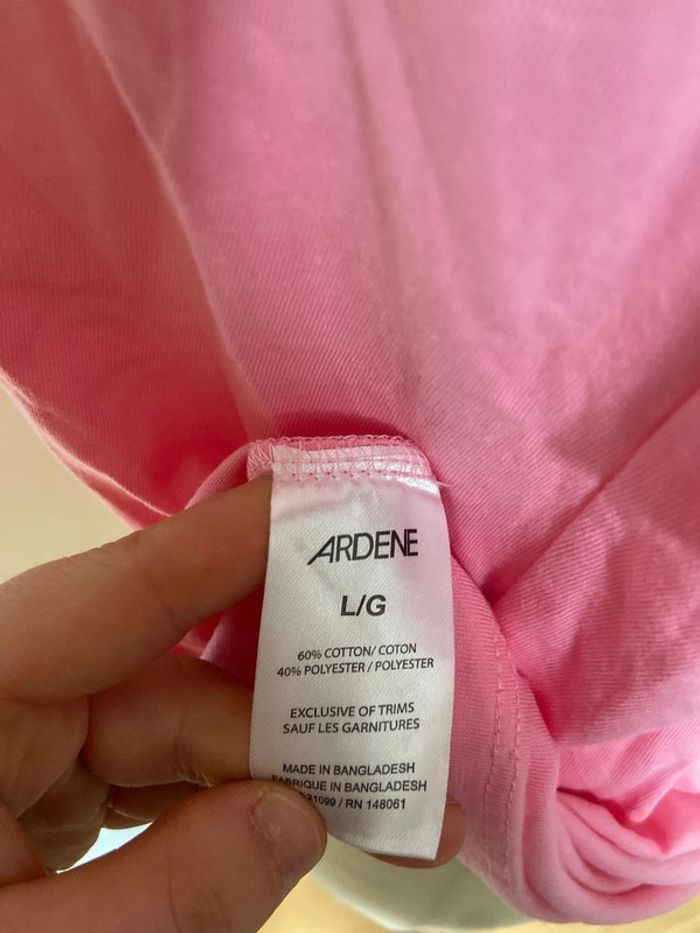 ARDENE
L/G
60% COTTON/ COTON
40% POLYESTER / POLYESTER
EXCLUSIVE OF TRIMS
SAUF LES GARNITURES
MADE IN BANGLADESH
FABRIQUE IN BANGLADESH
/ RN 148061